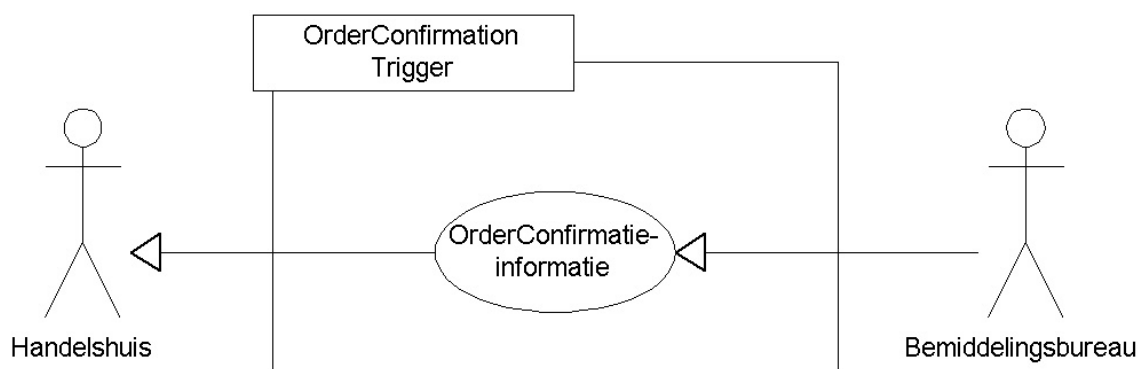 OrderConfirmation
Trigger
OrderConfirmatie-
informatie
Handelshuis
Bemiddelingsbureau